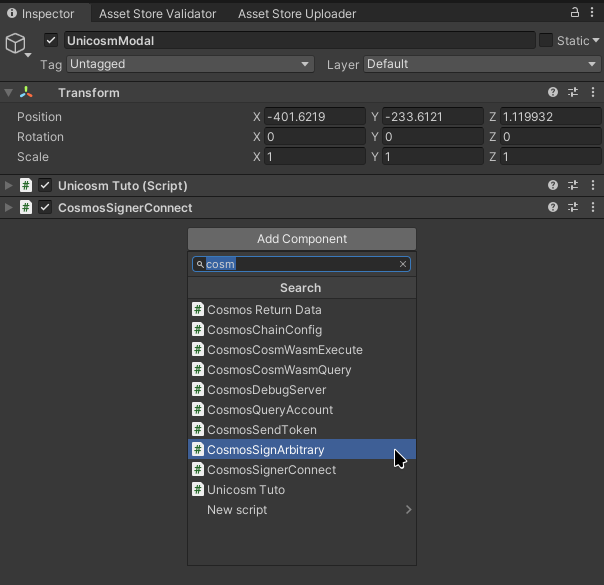 Inspector Asset Store Validator Asset Store Uploader
UnicosmModal Static
Tag Untagged Layer Default
Transform
Position X -401.6219 Y -233.6121 Z 1.119932
Rotation X 0 Y 0 Z 0
Scale X 1 Y 1 Z 1
# Unicosm Tuto (Script)
# CosmosSignerConnect
Add Component
cosm
Search
# Cosmos Return Data
# CosmosChainConfig
# CosmosCosmWasmExecute
# CosmosCosmWasmQuery
# CosmosDebugServer
# CosmosQueryAccount
# CosmosSendToken
# CosmosSignArbitrary
# CosmosSignerConnect
# Unicosm Tuto
New script